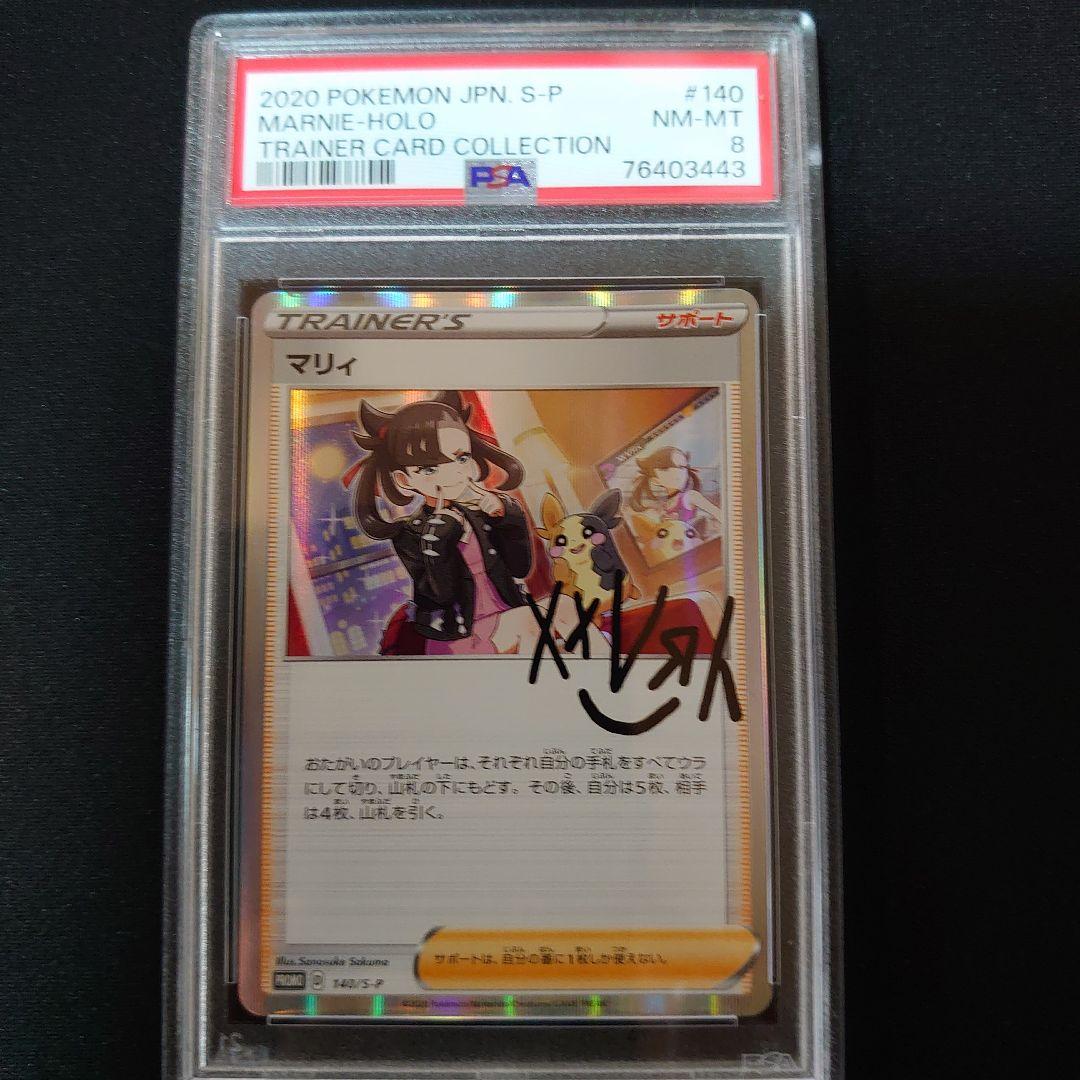 2020 POKEMON JPN. S-P #140
MARNIE-HOLO NM-MT
TRAINER CARD COLLECTION 8
PSA 76403443
TRAINER'S サポート
マリィ
おたがいのプレイヤーは、それぞれ自分の手札をすべてウラ
にして切り、山札の下にもどす。その後、自分は5枚、相手
は4枚、山札を引く。
Illus. Sanosuke Sakuma
サポートは、自分の番に1枚しか使えない。
PROMO D 140/S-P
PSA